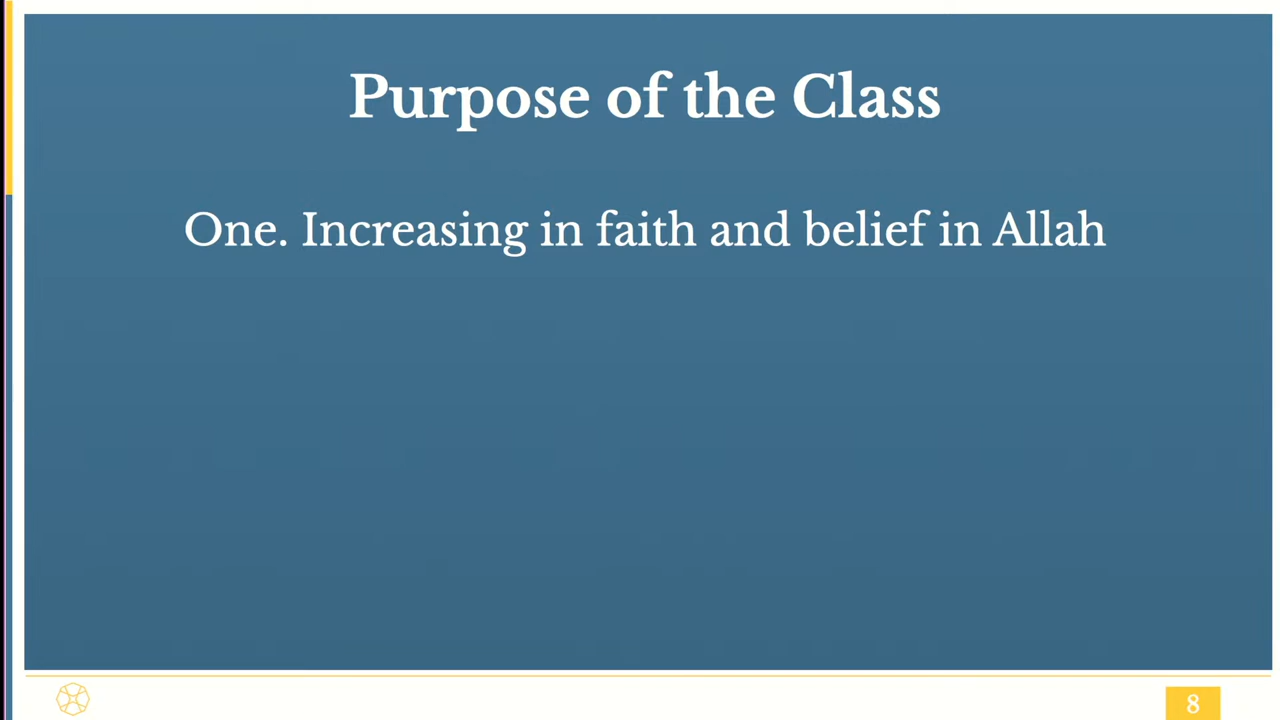 Purpose of the Class
One. Increasing in faith and belief in Allah
8